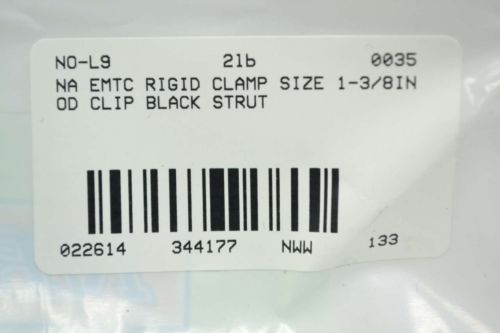 NO-L9 21b 0035
NA EMTC RIGID CLAMP SIZE 1-3/8IN
OD CLIP BLACK STRUT
022614 344177 NWW 133